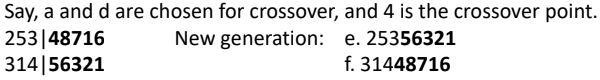 Say, a and d are chosen for crossover, and 4 is the crossover point.
253|48716 New generation: e. 25356321
314|56321 f. 31448716